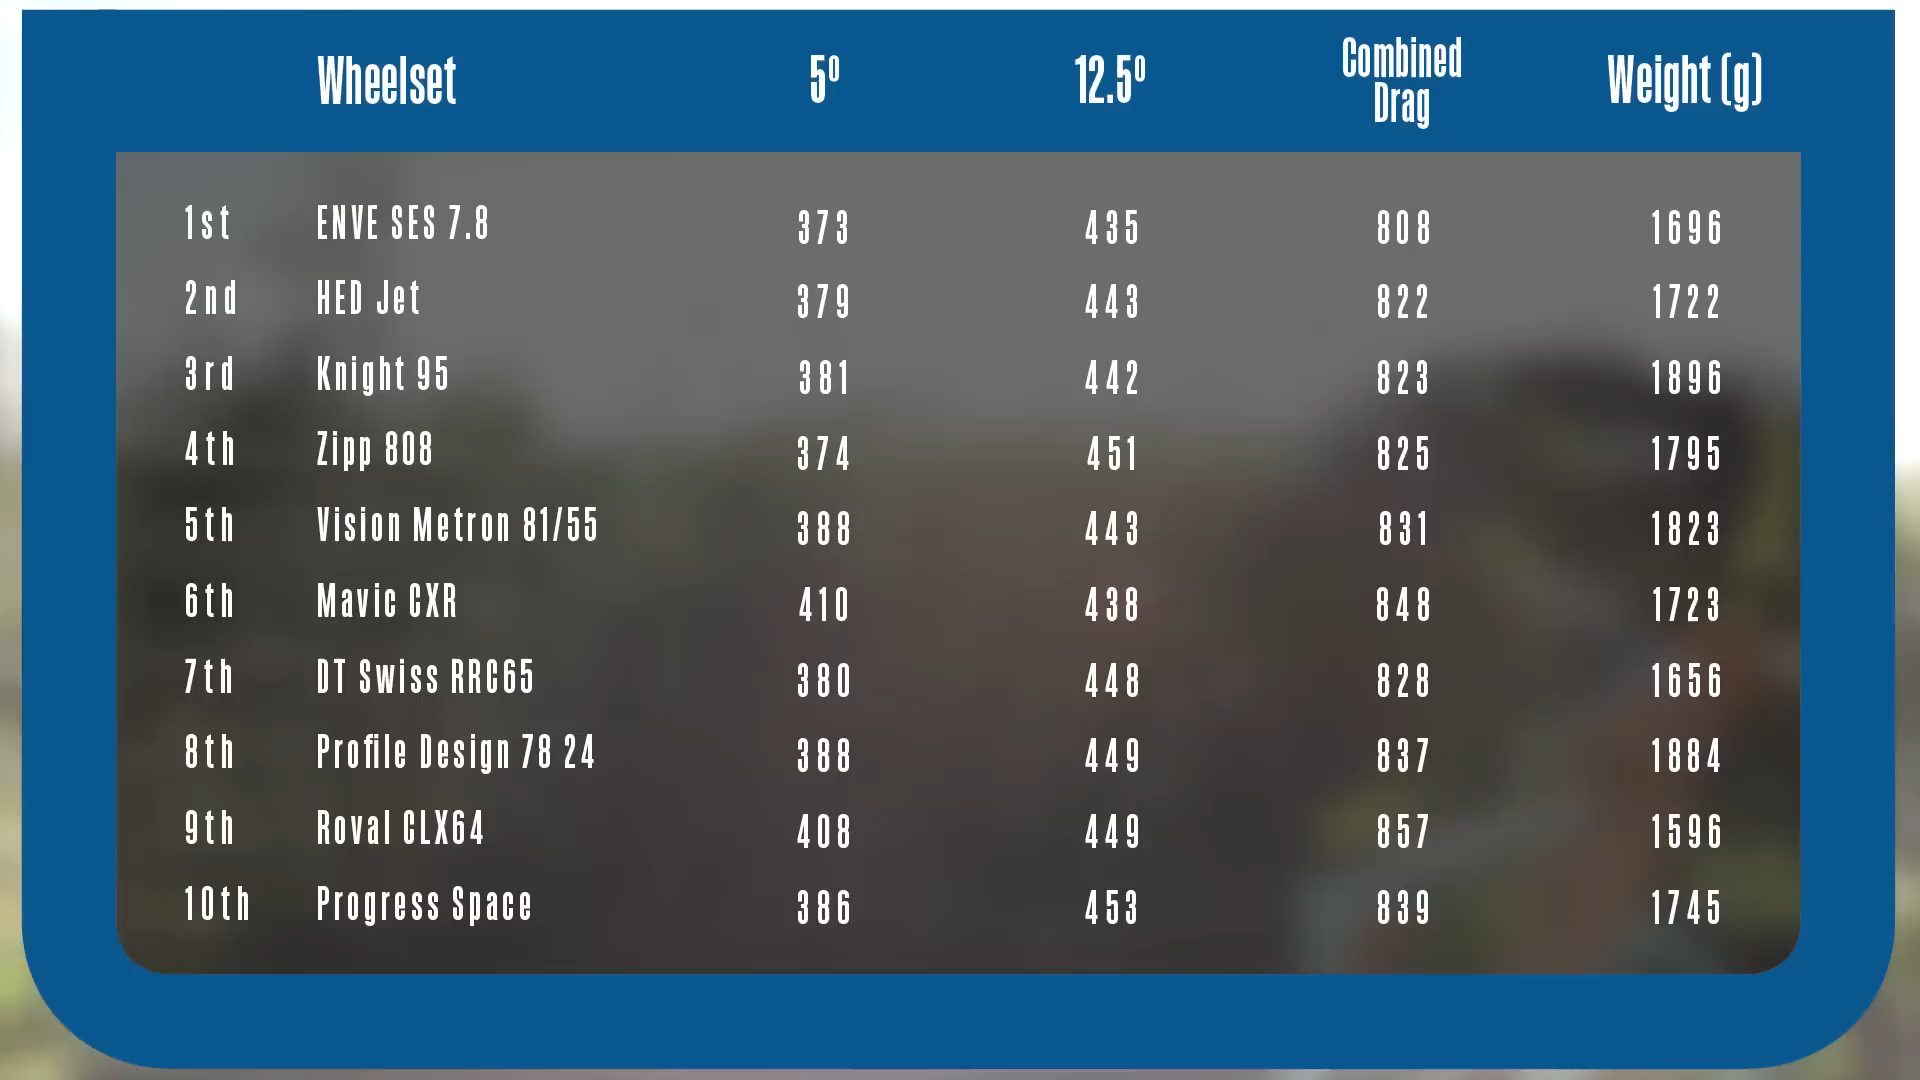 Wheelset 5º 12.5º Combined Drag Weight (g)
1st ENVE SES 7.8 373 435 808 1696
2nd HED Jet 379 443 822 1722
3rd Knight 95 381 442 823 1896
4th Zipp 808 374 451 825 1795
5th Vision Metron 81/55 388 443 831 1823
6th Mavic CXR 410 438 848 1723
7th DT Swiss RRC65 380 448 828 1656
8th Profile Design 78 24 388 449 837 1884
9th Roval CLX64 408 449 857 1596
10th Progress Space 386 453 839 1745